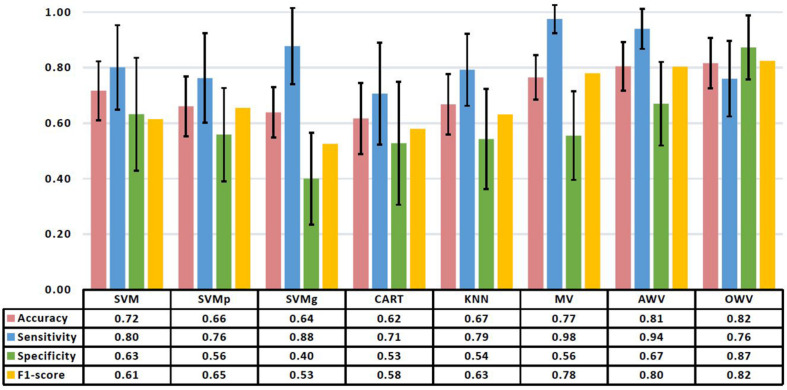 1.00
0.80
0.60
0.40
0.20
0.00
SVM SVMp SVMg CART KNN MV AWV OWV
Accuracy 0.72 0.66 0.64 0.62 0.67 0.77 0.81 0.82
Sensitivity 0.80 0.76 0.88 0.71 0.79 0.98 0.94 0.76
Specificity 0.63 0.56 0.40 0.53 0.54 0.56 0.67 0.87
F1-score 0.61 0.65 0.53 0.58 0.63 0.78 0.80 0.82